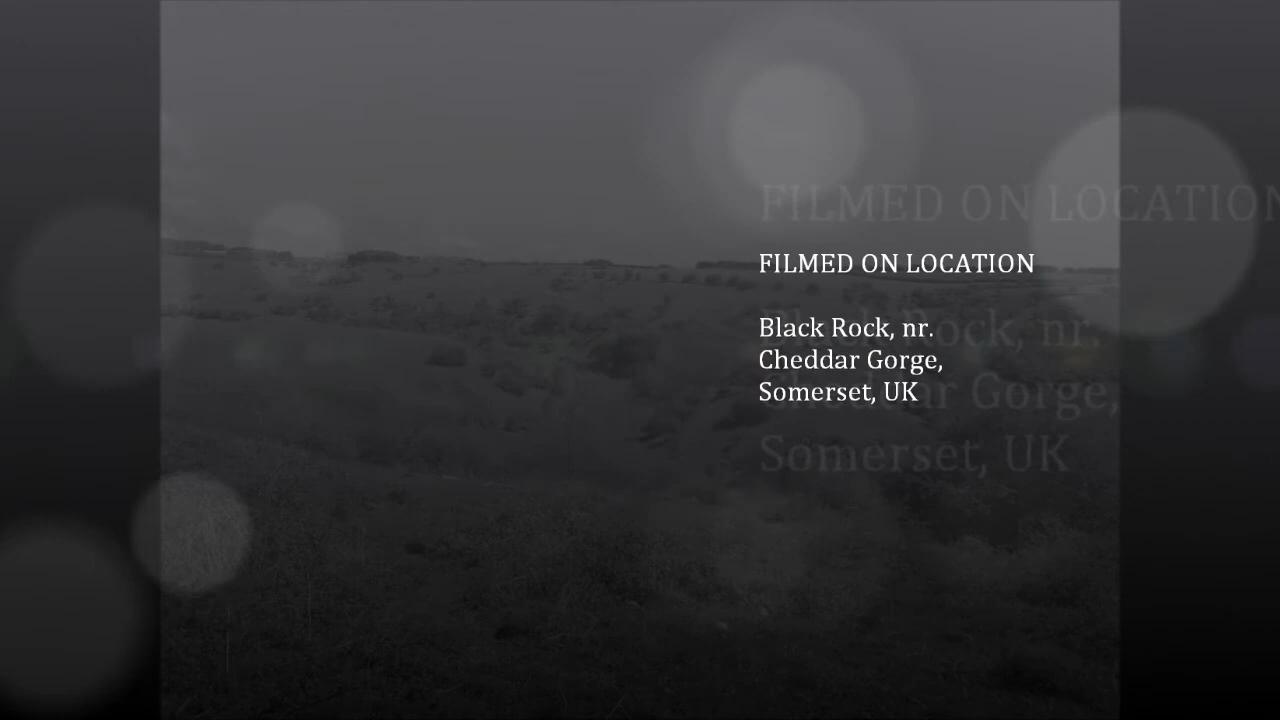 FILMED ON LOCATION
Black Rock, nr.
Cheddar Gorge,
Somerset, UK